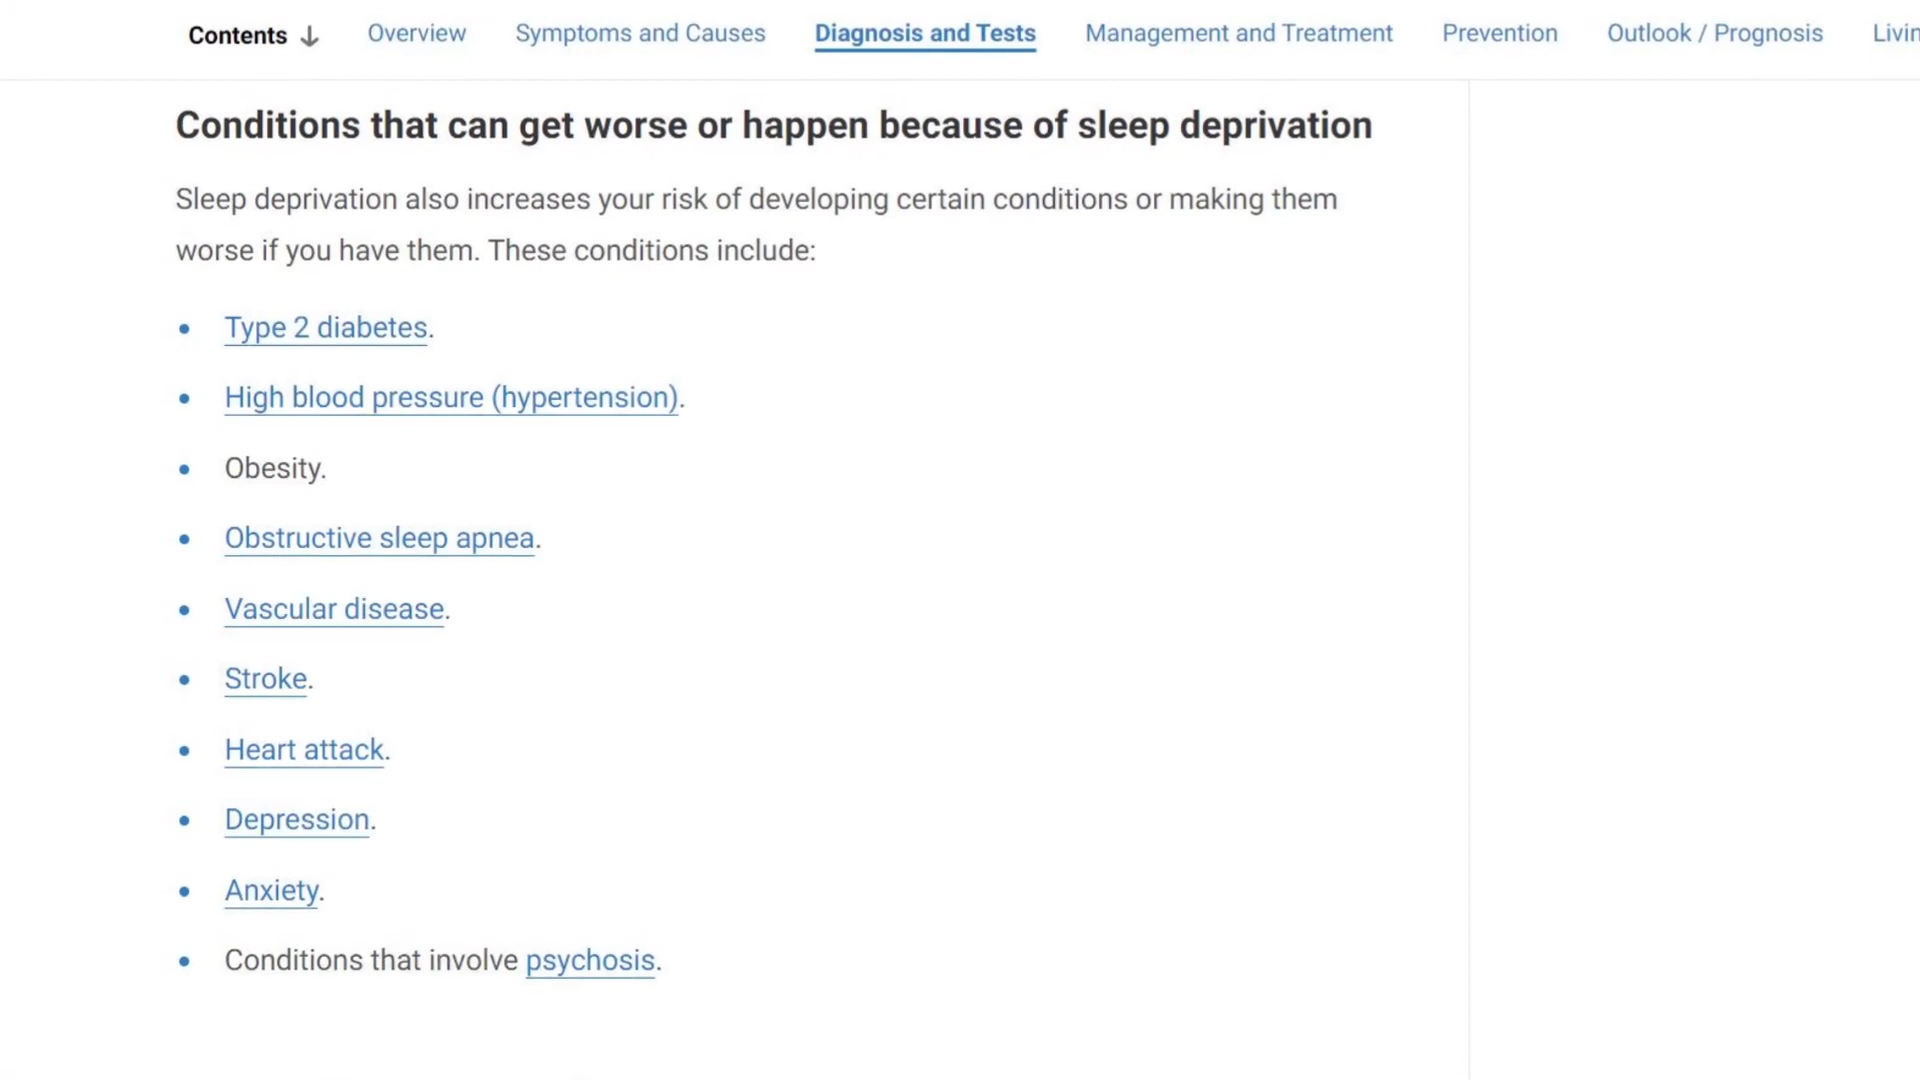 Contents ↓ Overview Symptoms and Causes Diagnosis and Tests Management and Treatment Prevention Outlook / Prognosis
Conditions that can get worse or happen because of sleep deprivation
Sleep deprivation also increases your risk of developing certain conditions or making them
worse if you have them. These conditions include:
• Type 2 diabetes.
• High blood pressure (hypertension).
• Obesity.
• Obstructive sleep apnea.
• Vascular disease.
• Stroke.
• Heart attack.
• Depression.
• Anxiety.
• Conditions that involve psychosis.